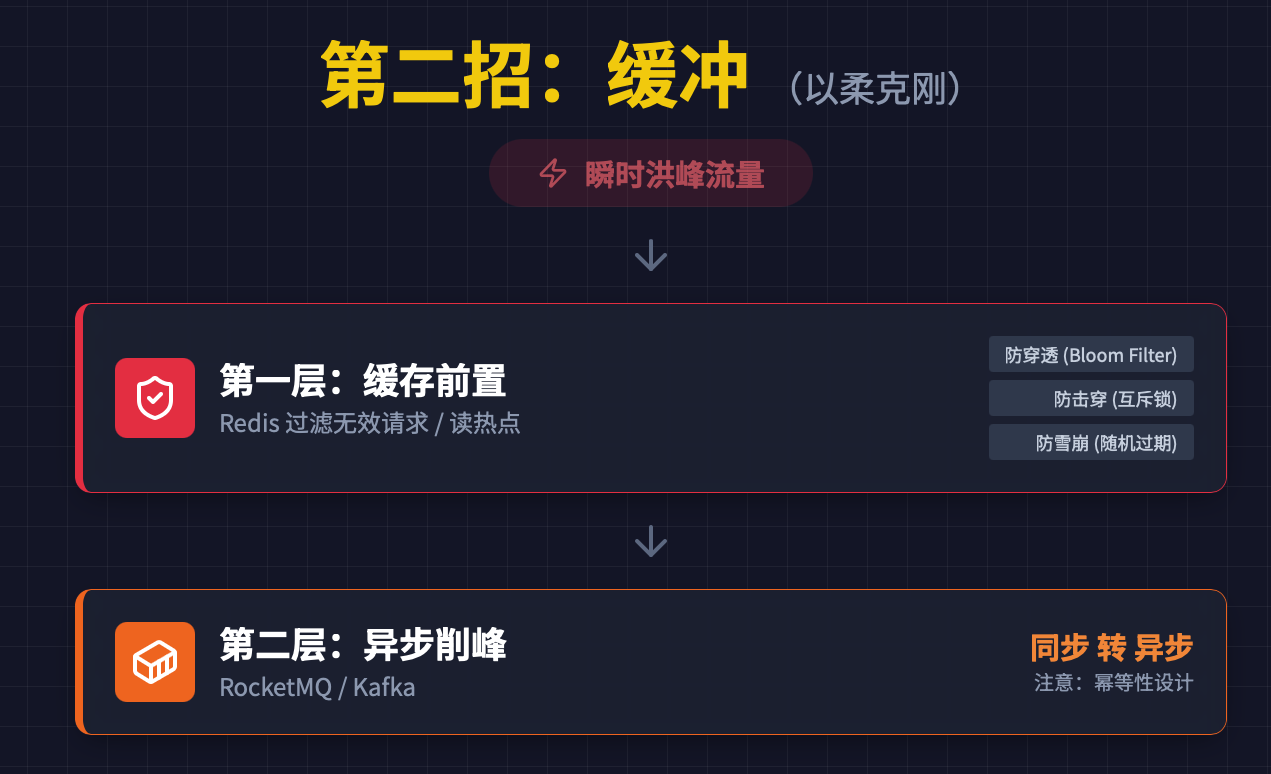 第二招：缓冲 （以柔克刚）
瞬时洪峰流量
第一层：缓存前置
Redis 过滤无效请求 / 读热点
防穿透 (Bloom Filter)
防击穿 (互斥锁)
防雪崩 (随机过期)
第二层：异步削峰
RocketMQ / Kafka
同步 转 异步
注意：幂等性设计